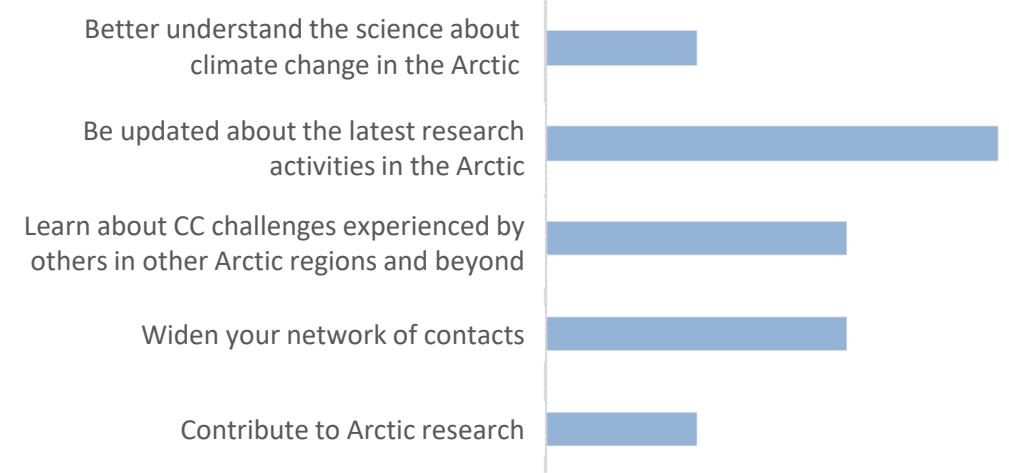 Better understand the science about
climate change in the Arctic
Be updated about the latest research
activities in the Arctic
Learn about CC challenges experienced by
others in other Arctic regions and beyond
Widen your network of contacts
Contribute to Arctic research